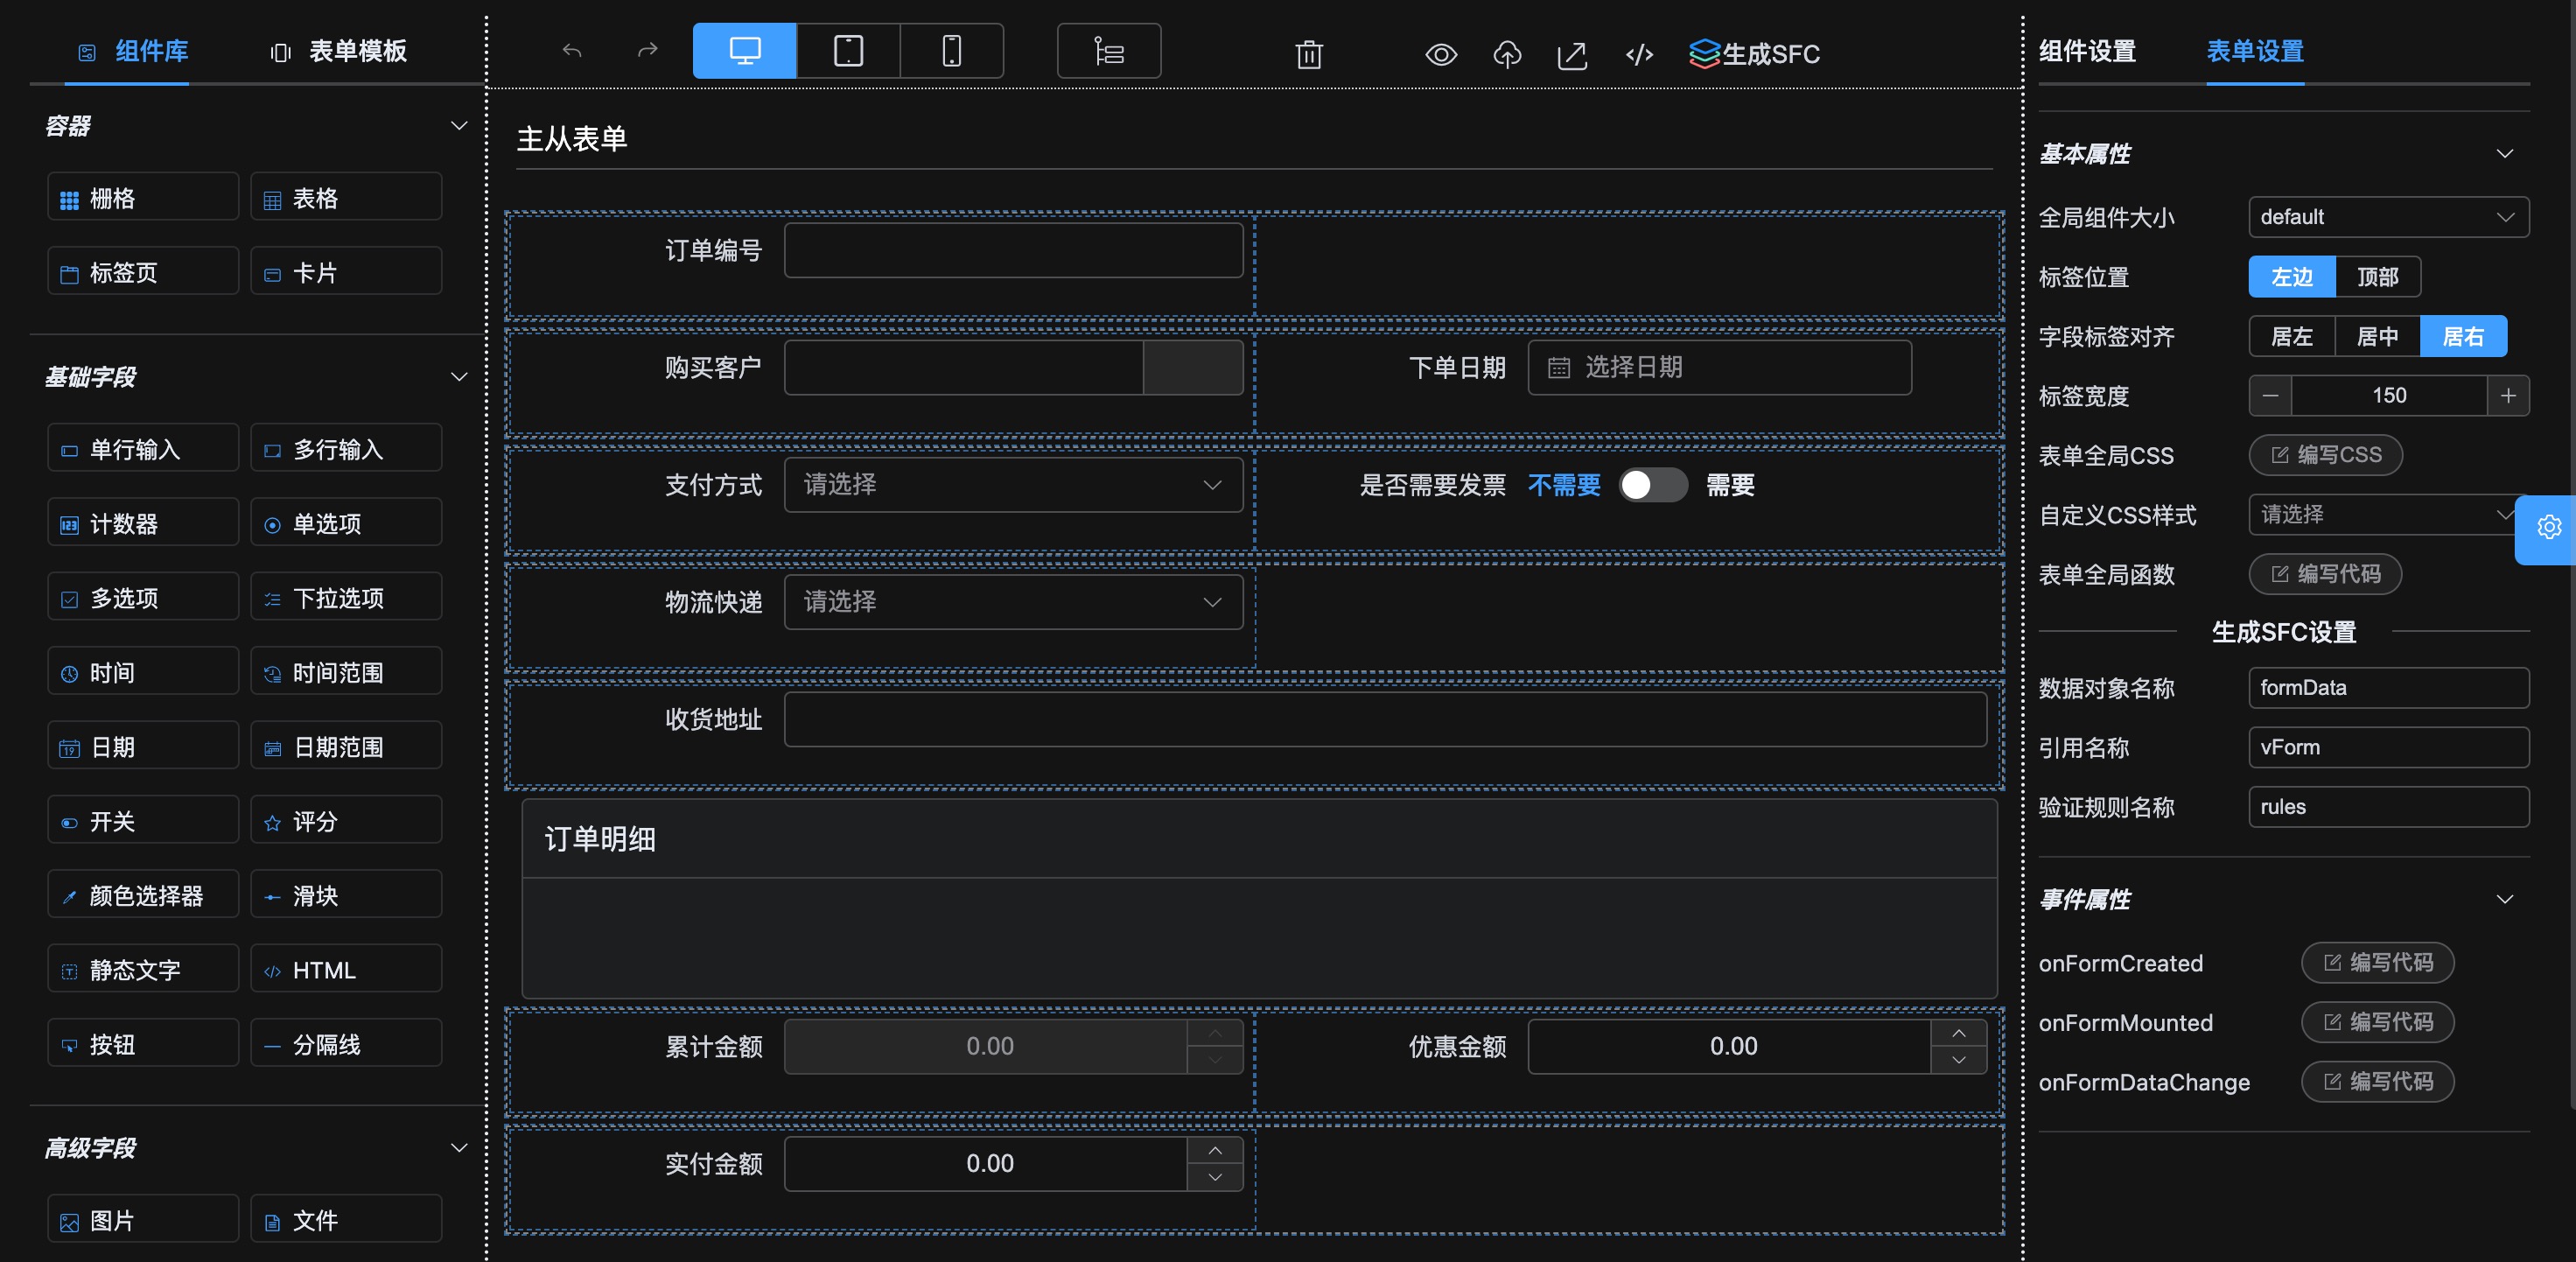 组件库 表单模板
容器
栅格 表格
标签页 卡片
基础字段
单行输入 多行输入
计数器 单选项
多选项 下拉选项
时间 时间范围
日期 日期范围
开关 评分
颜色选择器 滑块
静态文字 HTML
按钮 分隔线
高级字段
图片 文件
生成SFC
主从表单
订单编号
购买客户 下单日期 选择日期
支付方式 请选择 是否需要发票 不需要 需要
物流快递 请选择
收货地址
订单明细
累计金额 0.00 优惠金额 0.00
实付金额 0.00
组件设置 表单设置
基本属性
全局组件大小 default
标签位置 左边 顶部
字段标签对齐 居左 居中 居右
标签宽度 150
表单全局CSS 编写CSS
自定义CSS样式 请选择
表单全局函数 编写代码
生成SFC设置
数据对象名称 formData
引用名称 vForm
验证规则名称 rules
事件属性
onFormCreated 编写代码
onFormMounted 编写代码
onFormDataChange 编写代码